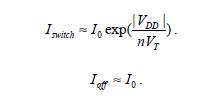 I_switch ≈ I_0 exp(|V_DD| / nV_T).
I_off ≈ I_0 .